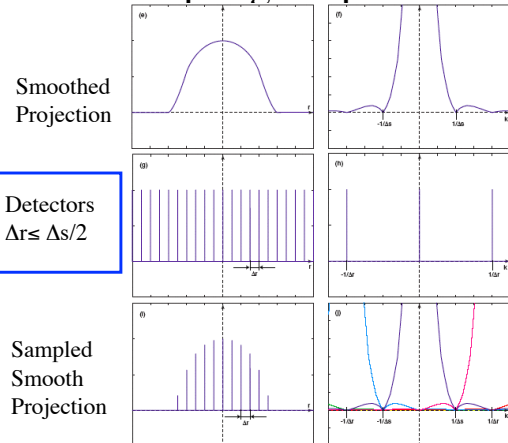 (e)
(f)
Smoothed
Projection
r
k
-1/Δs
1/Δs
(g)
(h)
Detectors
Δr≤ Δs/2
Δr
r
-1/Δr
1/Δr
k
(i)
(j)
Sampled
Smooth
Projection
Δr
r
-1/Δr
-1/Δs
1/Δs
1/Δr
k